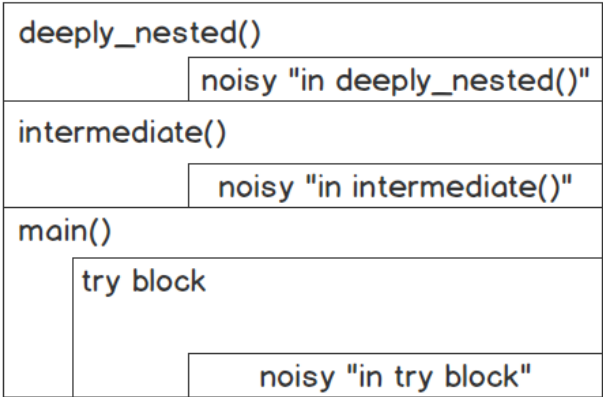 deeply_nested()
noisy "in deeply_nested()"
intermediate()
noisy "in intermediate()"
main()
try block
noisy "in try block"